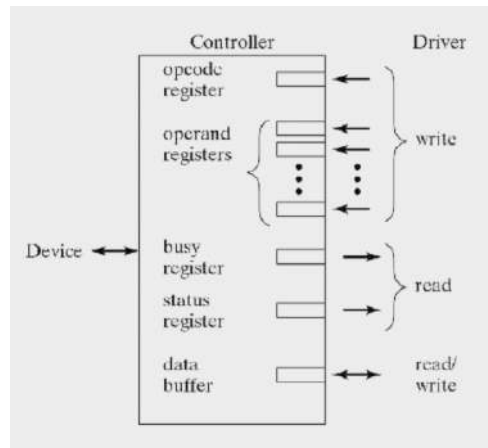 Controller
Driver
opcode
register
operand
registers
write
Device
busy
register
read
status
register
data
buffer
read/
write